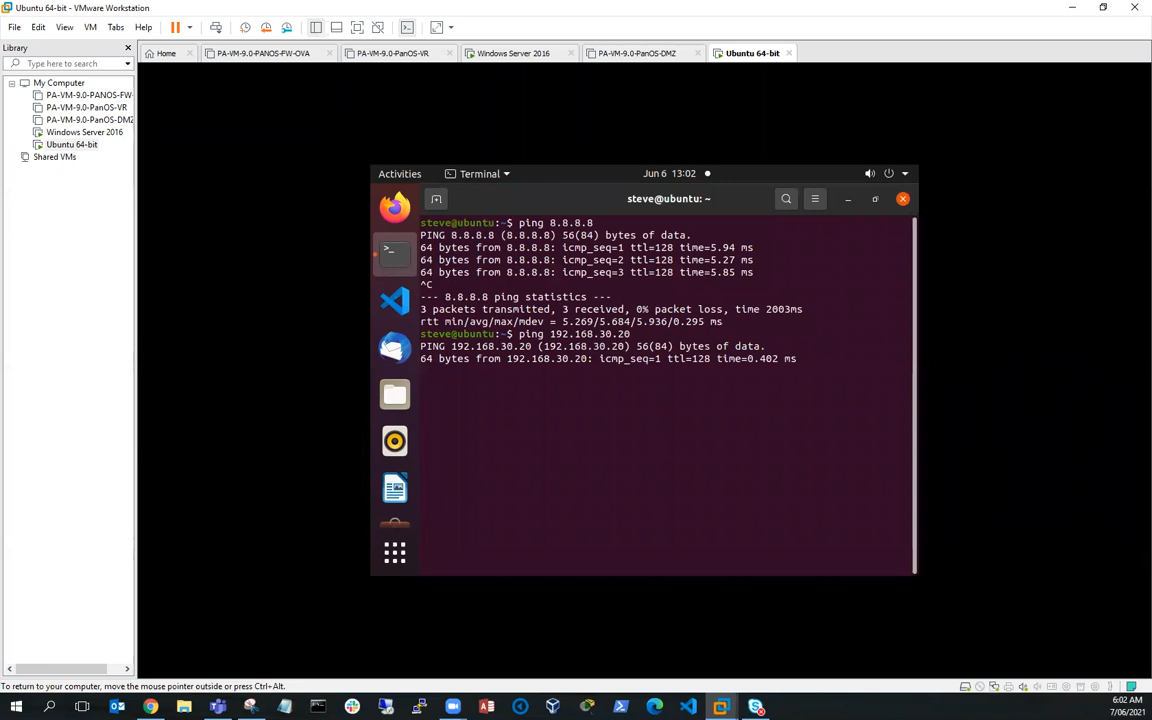 Ubuntu 64-bit - VMware Workstation
File Edit View VM Tabs Help
Library
Type here to search
My Computer
PA-VM-9.0-PANOS-FW-
PA-VM-9.0-PanOS-VR
PA-VM-9.0-PanOS-DMZ
Windows Server 2016
Ubuntu 64-bit
Shared VMs
Home PA-VM-9.0-PANOS-FW-OVA PA-VM-9.0-PanOS-VR Windows Server 2016 PA-VM-9.0-PanOS-DMZ Ubuntu 64-bit
Activities Terminal Jun 6 13:02
steve@ubuntu: ~
steve@ubuntu:~$ ping 8.8.8.8
PING 8.8.8.8 (8.8.8.8) 56(84) bytes of data.
64 bytes from 8.8.8.8: icmp_seq=1 ttl=128 time=5.94 ms
64 bytes from 8.8.8.8: icmp_seq=2 ttl=128 time=5.27 ms
64 bytes from 8.8.8.8: icmp_seq=3 ttl=128 time=5.85 ms
^C
--- 8.8.8.8 ping statistics ---
3 packets transmitted, 3 received, 0% packet loss, time 2003ms
rtt min/avg/max/mdev = 5.269/5.684/5.936/0.295 ms
steve@ubuntu:~$ ping 192.168.30.20
PING 192.168.30.20 (192.168.30.20) 56(84) bytes of data.
64 bytes from 192.168.30.20: icmp_seq=1 ttl=128 time=0.402 ms
To return to your computer, move the mouse pointer outside or press Ctrl+Alt.
6:02 AM
7/06/2021